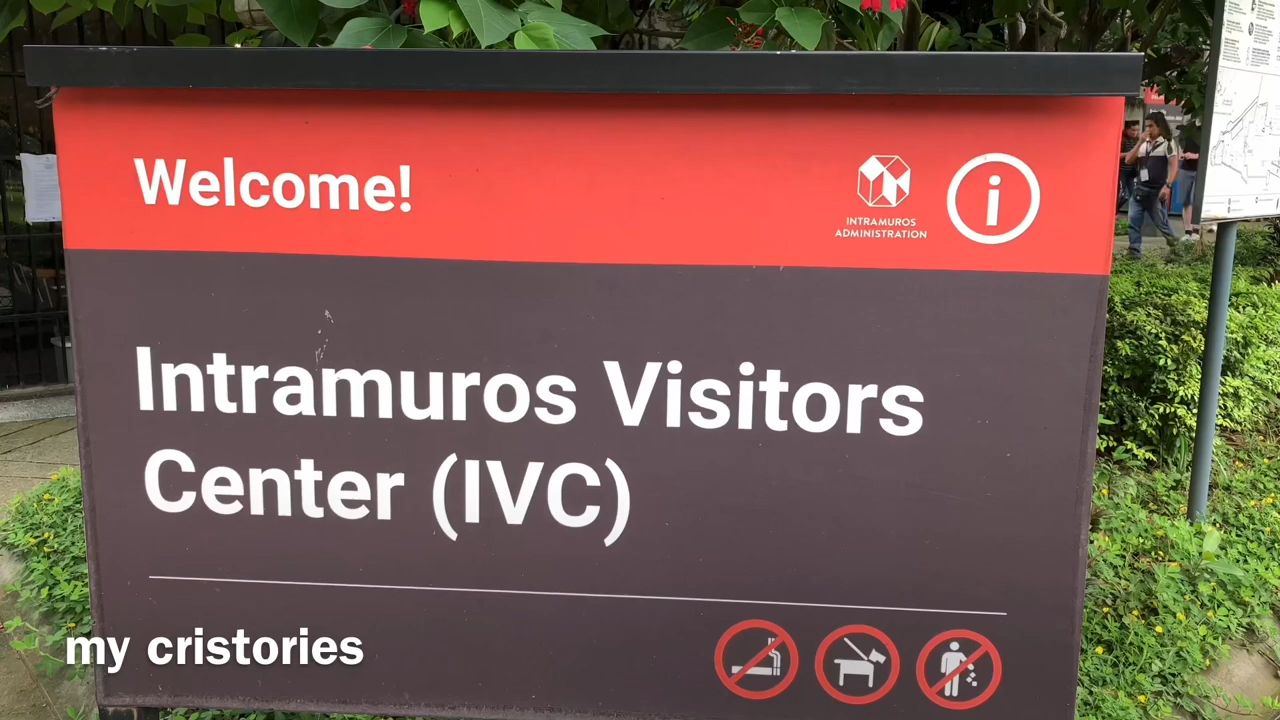 Welcome!
INTRAMUROS
ADMINISTRATION
i
Intramuros Visitors
Center (IVC)
my cristories